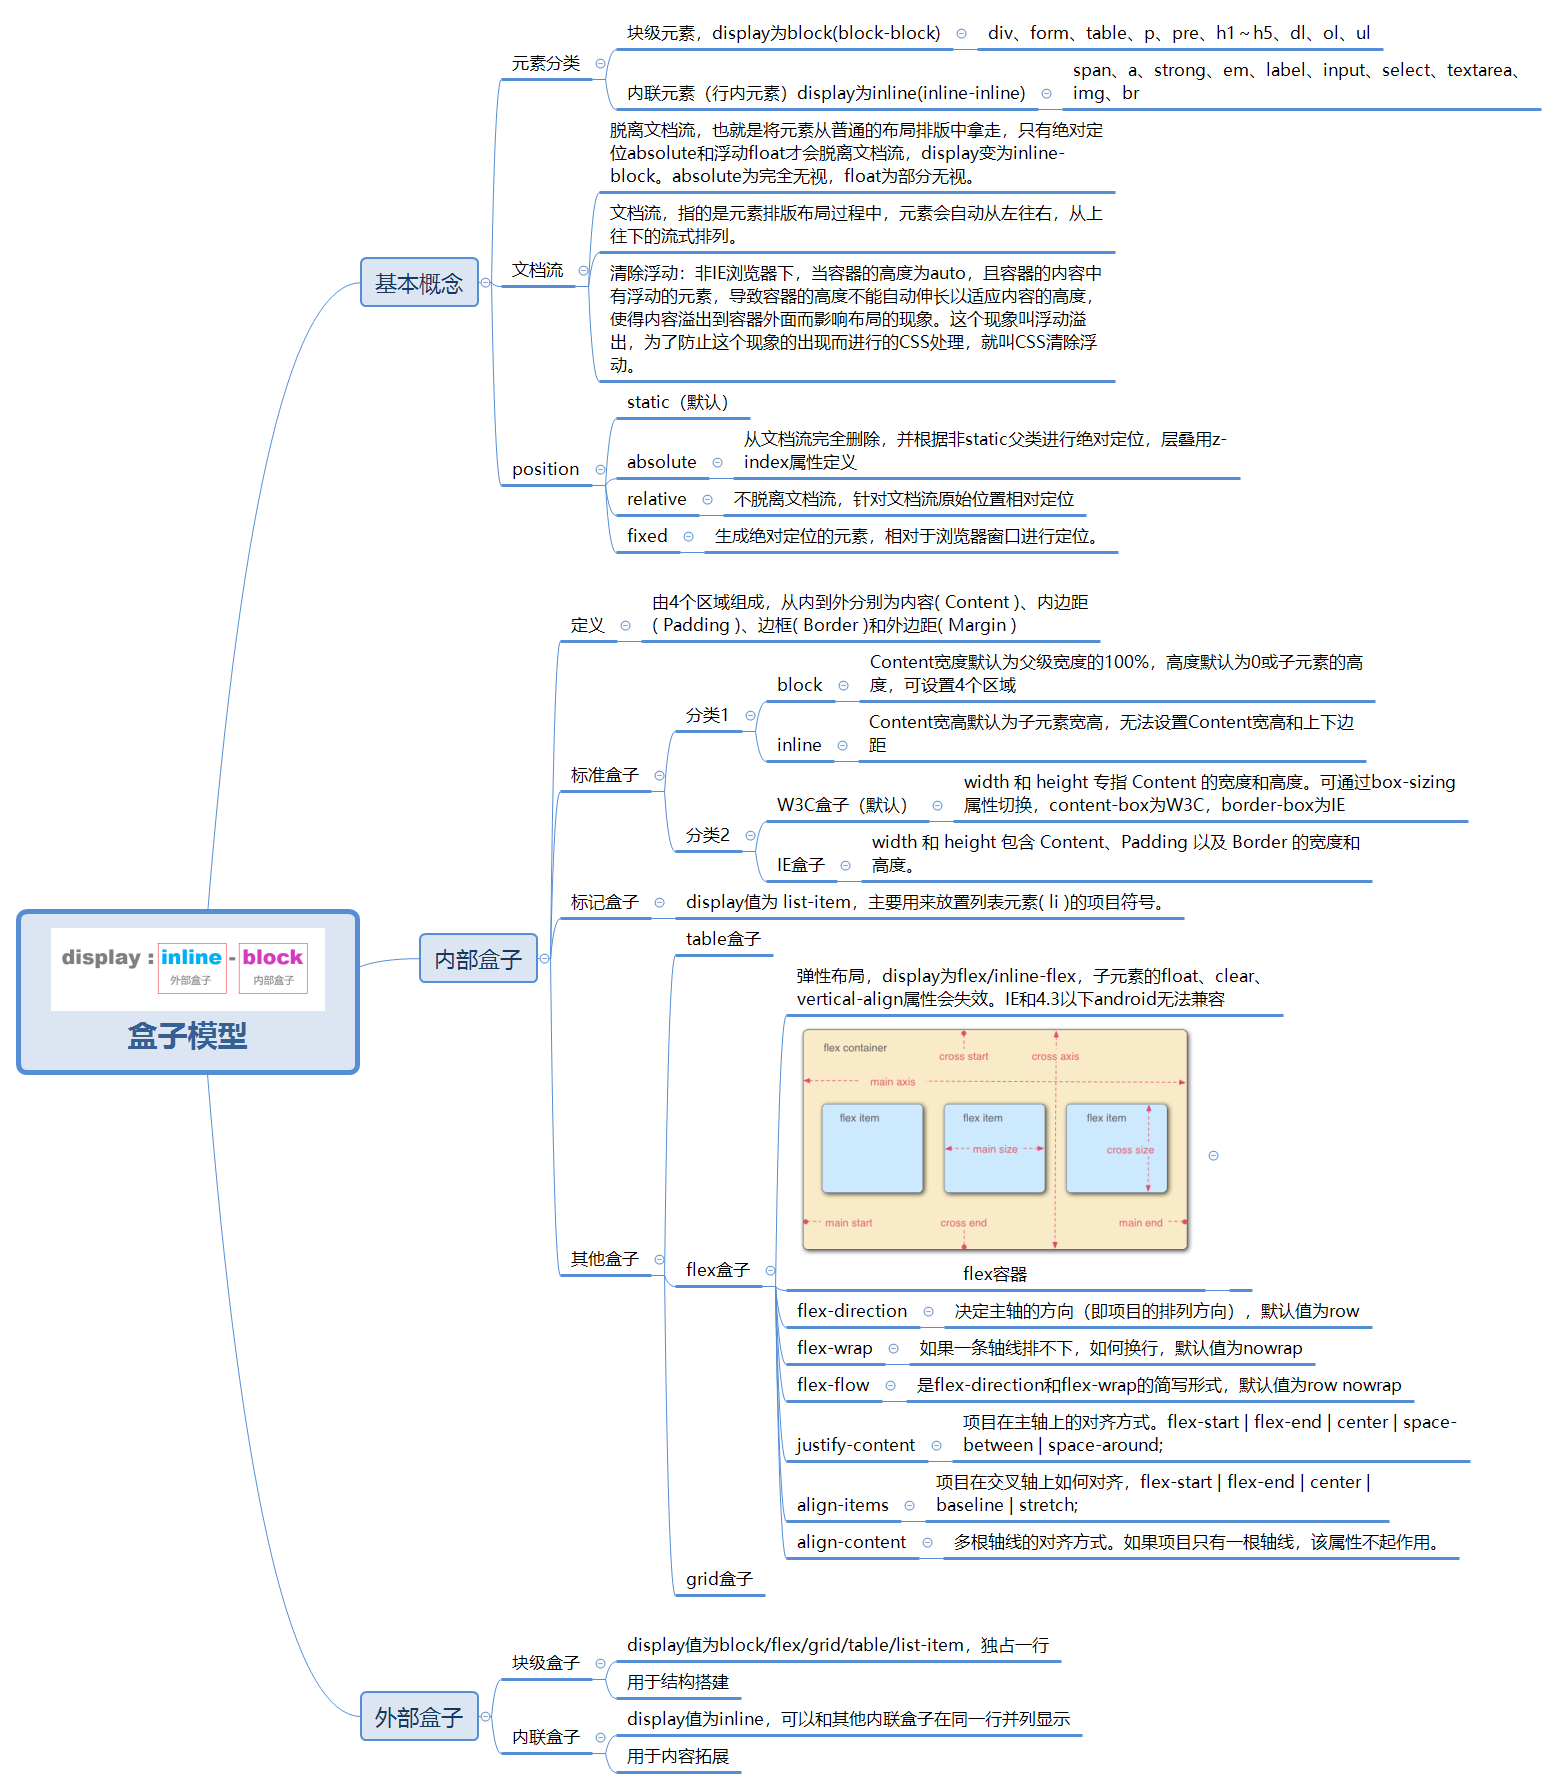 display : inline - block
外部盒子 内部盒子
盒子模型
基本概念
元素分类
块级元素，display为block(block-block)
div、form、table、p、pre、h1～h5、dl、ol、ul
内联元素（行内元素）display为inline(inline-inline)
span、a、strong、em、label、input、select、textarea、
img、br
文档流
脱离文档流，也就是将元素从普通的布局排版中拿走，只有绝对定
位absolute和浮动float才会脱离文档流，display变为inline-
block。absolute为完全无视，float为部分无视。
文档流，指的是元素排版布局过程中，元素会自动从左往右，从上
往下的流式排列。
清除浮动：非IE浏览器下，当容器的高度为auto，且容器的内容中
有浮动的元素，导致容器的高度不能自动伸长以适应内容的高度，
使得内容溢出到容器外面而影响布局的现象。这个现象叫浮动溢
出，为了防止这个现象的出现而进行的CSS处理，就叫CSS清除浮
动。
position
static（默认）
absolute
从文档流完全删除，并根据非static父类进行绝对定位，层叠用z-
index属性定义
relative
不脱离文档流，针对文档流原始位置相对定位
fixed
生成绝对定位的元素，相对于浏览器窗口进行定位。
内部盒子
定义
由4个区域组成，从内到外分别为内容( Content )、内边距
( Padding )、边框( Border )和外边距( Margin )
标准盒子
分类1
block
Content宽度默认为父级宽度的100%，高度默认为0或子元素的高
度，可设置4个区域
inline
Content宽高默认为子元素宽高，无法设置Content宽高和上下边
距
分类2
W3C盒子（默认）
width 和 height 专指 Content 的宽度和高度。可通过box-sizing
属性切换，content-box为W3C，border-box为IE
IE盒子
width 和 height 包含 Content、Padding 以及 Border 的宽度和
高度。
标记盒子
display值为 list-item，主要用来放置列表元素( li )的项目符号。
其他盒子
table盒子
flex盒子
弹性布局，display为flex/inline-flex，子元素的float、clear、
vertical-align属性会失效。IE和4.3以下android无法兼容
flex container
cross start
cross axis
main axis
flex item
flex item
flex item
main size
cross size
main start
cross end
main end
flex容器
flex-direction
决定主轴的方向（即项目的排列方向），默认值为row
flex-wrap
如果一条轴线排不下，如何换行，默认值为nowrap
flex-flow
是flex-direction和flex-wrap的简写形式，默认值为row nowrap
justify-content
项目在主轴上的对齐方式。flex-start | flex-end | center | space-
between | space-around;
align-items
项目在交叉轴上如何对齐，flex-start | flex-end | center |
baseline | stretch;
align-content
多根轴线的对齐方式。如果项目只有一根轴线，该属性不起作用。
grid盒子
外部盒子
块级盒子
display值为block/flex/grid/table/list-item，独占一行
用于结构搭建
内联盒子
display值为inline，可以和其他内联盒子在同一行并列显示
用于内容拓展